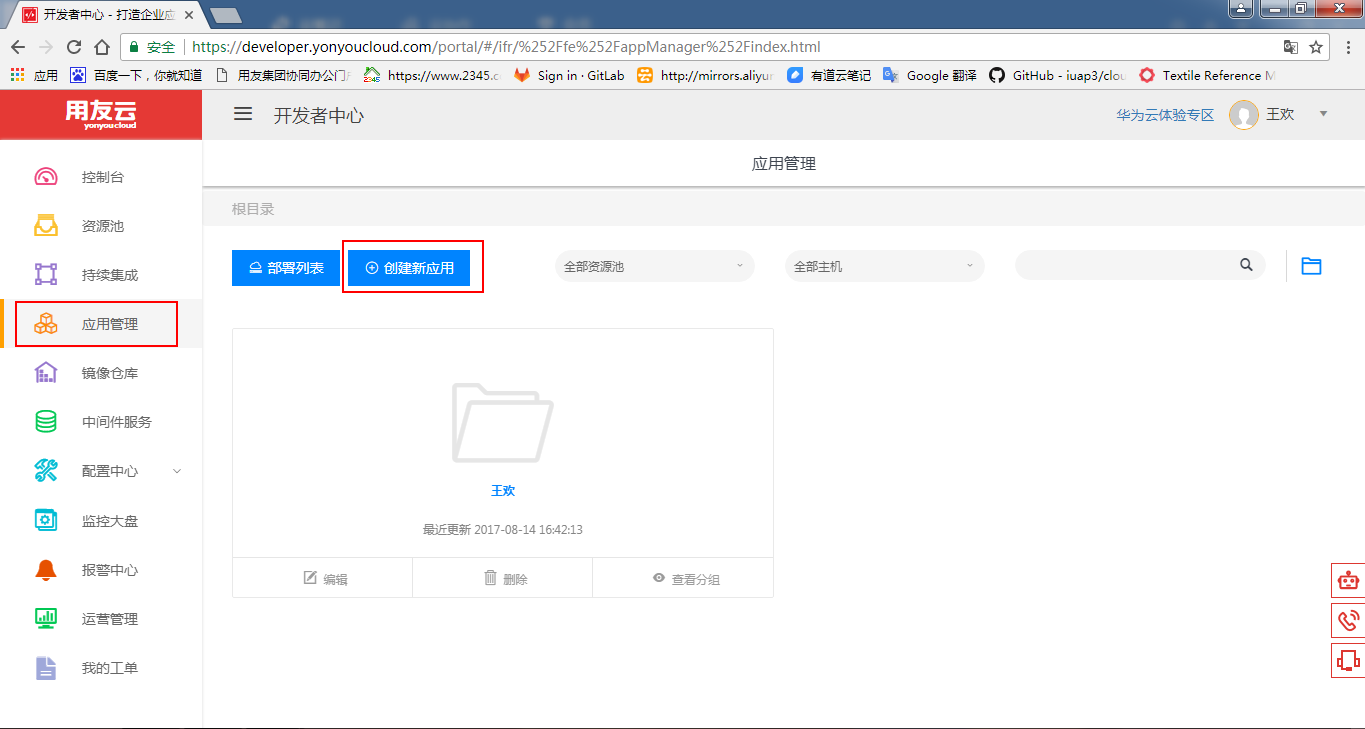 开发者中心 - 打造企业应
安全 https://developer.yonyoucloud.com/portal/#/ifr/%252Ffe%252FappManager%252Findex.html
应用 百度一下，你就知道 用友集团协同办公门户 https://www.2345.c Sign in · GitLab http://mirrors.aliyun 有道云笔记 Google 翻译 GitHub - iuap3/clou Textile Reference M
用友云
yonyoucloud
开发者中心
华为云体验专区 王欢
应用管理
根目录
控制台
资源池
持续集成
应用管理
镜像仓库
中间件服务
配置中心
监控大盘
报警中心
运营管理
我的工单
部署列表 创建新应用 全部资源池 全部主机
王欢
最近更新 2017-08-14 16:42:13
编辑 删除 查看分组